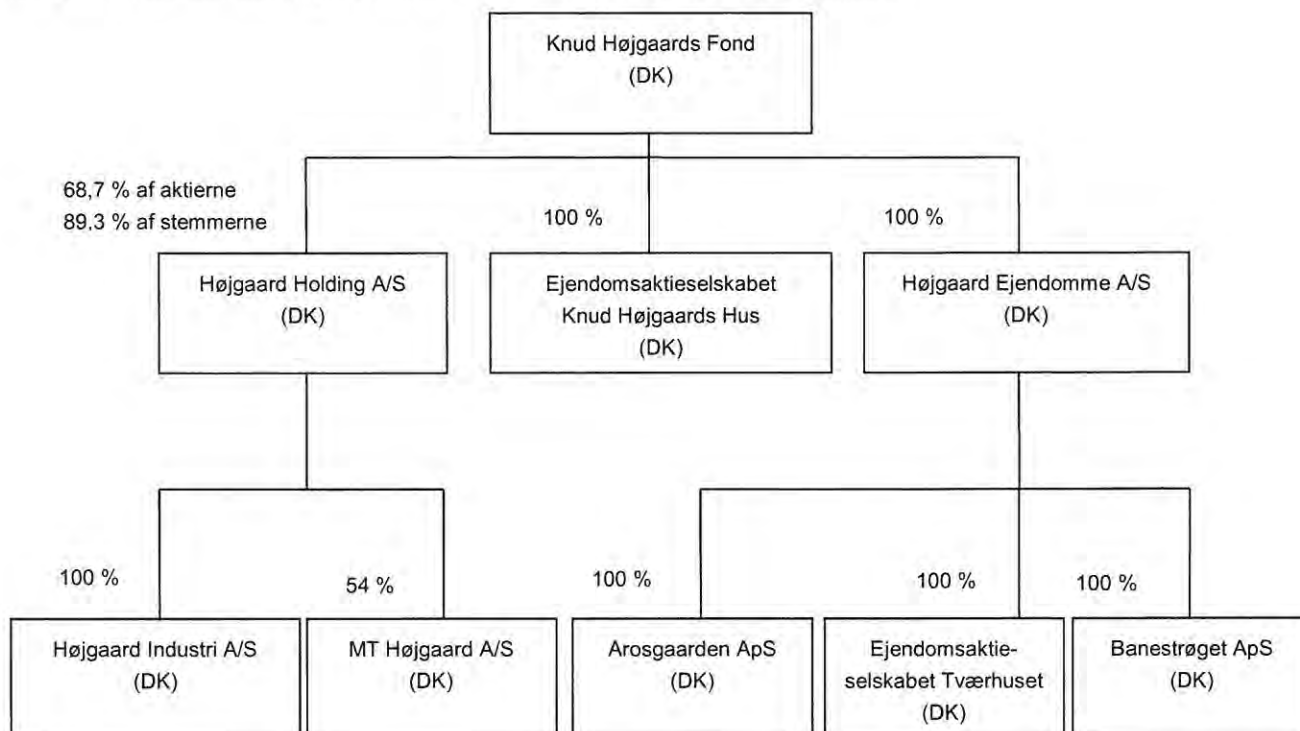 Knud Højgaards Fond
(DK)
68,7 % af aktierne
89.3 % af stemmerne
100 %
100 %
Højgaard Holding A/S
(DK)
Ejendomsaktieselskabet
Knud Højgaards Hus
(DK)
Højgaard Ejendomme A/S
(DK)
100 %
54 %
100 %
100 %
100 %
Højgaard Industri A/S
(DK)
MT Højgaard A/S
(DK)
Arosgaarden ApS
(DK)
Ejendomsaktie-
selskabet Tværhuset
(DK)
Banestrøget ApS
(DK)